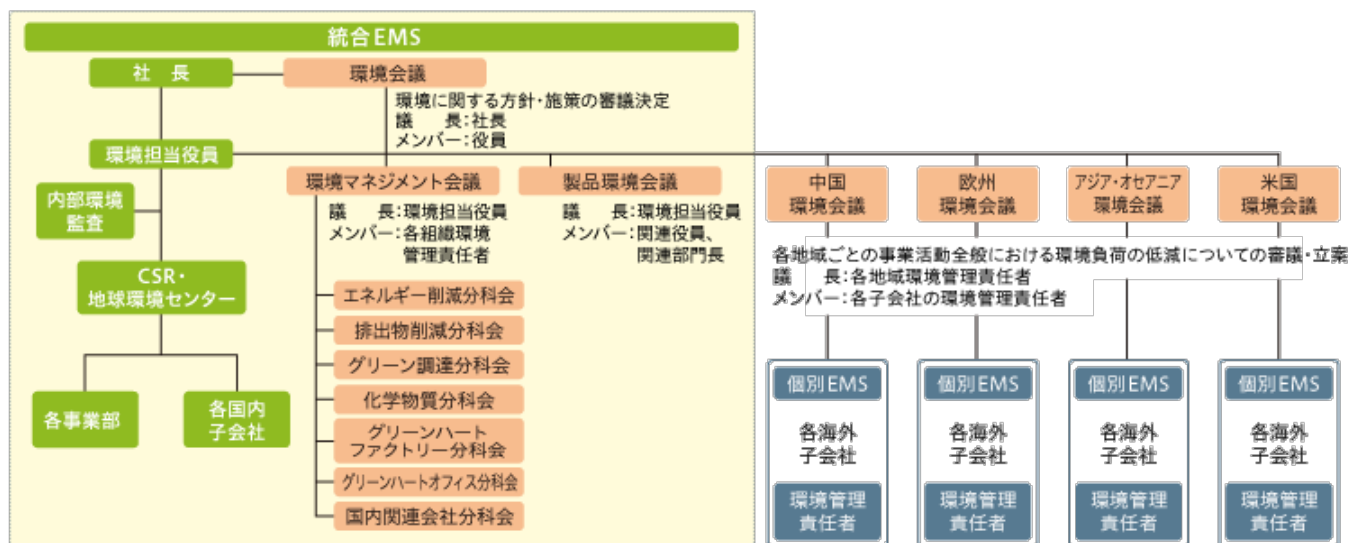 統合EMS
社　長
環境会議
環境に関する方針・施策の審議決定
議　　長:社長
メンバー:役員
環境担当役員
内部環境
監査
CSR・
地球環境センター
各事業部
各国内
子会社
環境マネジメント会議
議　　長:環境担当役員
メンバー:各組織環境
管理責任者
エネルギー削減分科会
排出物削減分科会
グリーン調達分科会
化学物質分科会
グリーンハート
ファクトリー分科会
グリーンハートオフィス分科会
国内関連会社分科会
製品環境会議
議　　長:環境担当役員
メンバー:関連役員、
関連部門長
中国
環境会議
欧州
環境会議
アジア・オセアニア
環境会議
米国
環境会議
各地域ごとの事業活動全般における環境負荷の低減についての審議・立案
議　　長:各地域環境管理責任者
メンバー:各子会社の環境管理責任者
個別EMS
各海外
子会社
環境管理
責任者
個別EMS
各海外
子会社
環境管理
責任者
個別EMS
各海外
子会社
環境管理
責任者
個別EMS
各海外
子会社
環境管理
責任者